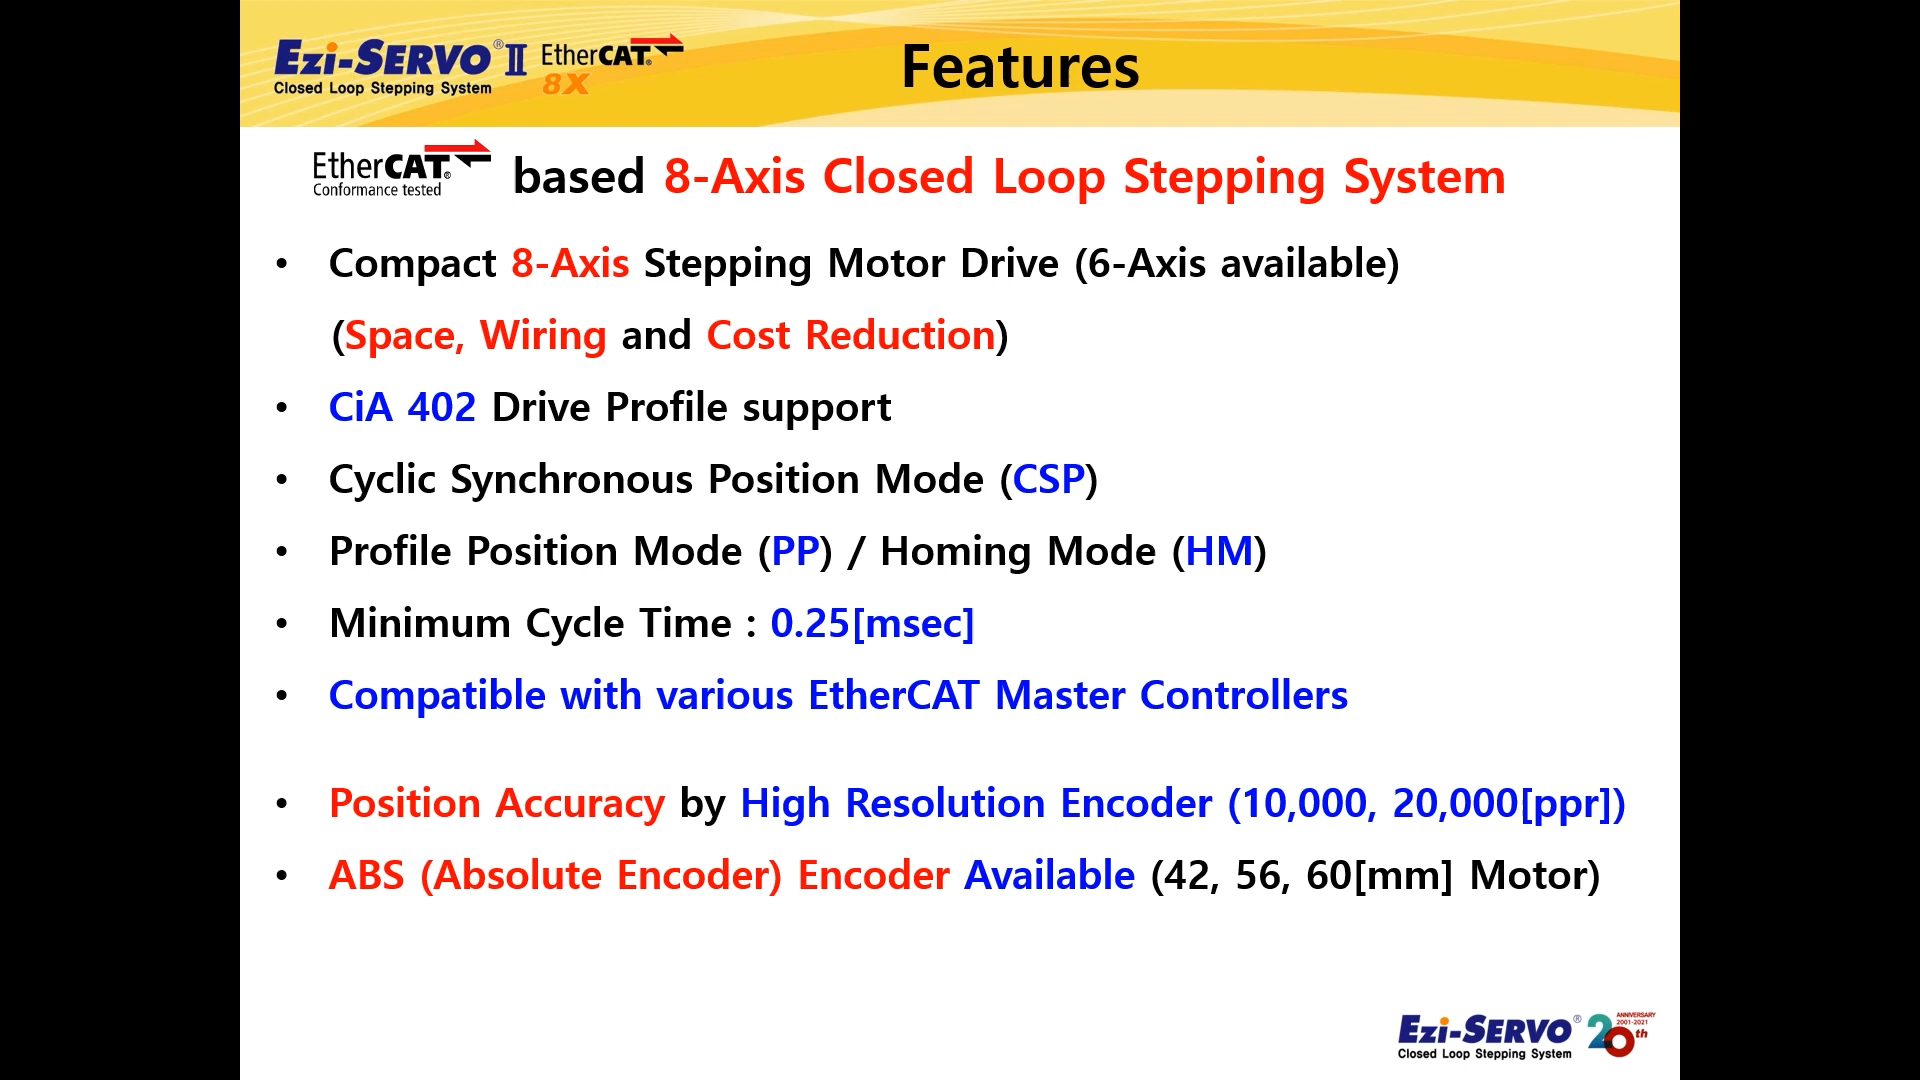 Ezi-SERVO® II EtherCAT® 8X
Closed Loop Stepping System
Features
EtherCAT® Conformance tested based 8-Axis Closed Loop Stepping System
• Compact 8-Axis Stepping Motor Drive (6-Axis available)
(Space, Wiring and Cost Reduction)
• CiA 402 Drive Profile support
• Cyclic Synchronous Position Mode (CSP)
• Profile Position Mode (PP) / Homing Mode (HM)
• Minimum Cycle Time : 0.25[msec]
• Compatible with various EtherCAT Master Controllers
• Position Accuracy by High Resolution Encoder (10,000, 20,000[ppr])
• ABS (Absolute Encoder) Encoder Available (42, 56, 60[mm] Motor)
Ezi-SERVO®
Closed Loop Stepping System
ANNIVERSARY
2001-2021
20th